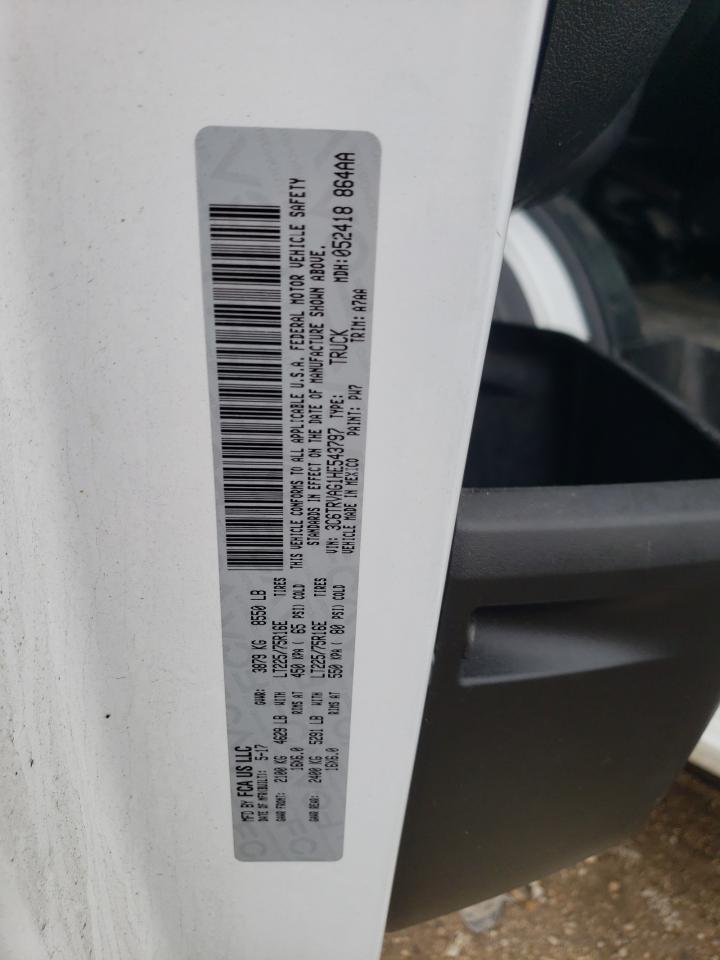 MFD BY FCA US LLC
DATE OF MFR(BUILT): 5-17 GVWR: 3879 KG 8550 LB
GAWR FRONT: 2100 KG 4629 LB WITH LT225/75R16E TIRES
16X6.0 RIMS AT 450 KPA ( 65 PSI) COLD
GAWR REAR: 2400 KG 5291 LB WITH LT225/75R16E TIRES
16X6.0 RIMS AT 550 KPA ( 80 PSI) COLD
THIS VEHICLE CONFORMS TO ALL APPLICABLE U.S.A. FEDERAL MOTOR VEHICLE SAFETY
STANDARDS IN EFFECT ON THE DATE OF MANUFACTURE SHOWN ABOVE.
VIN: 3C6TRVAG1HE543797 TYPE: TRUCK MDH:052418 864AA
VEHICLE MADE IN MEXICO PAINT: PW7 TRIM: A7AA